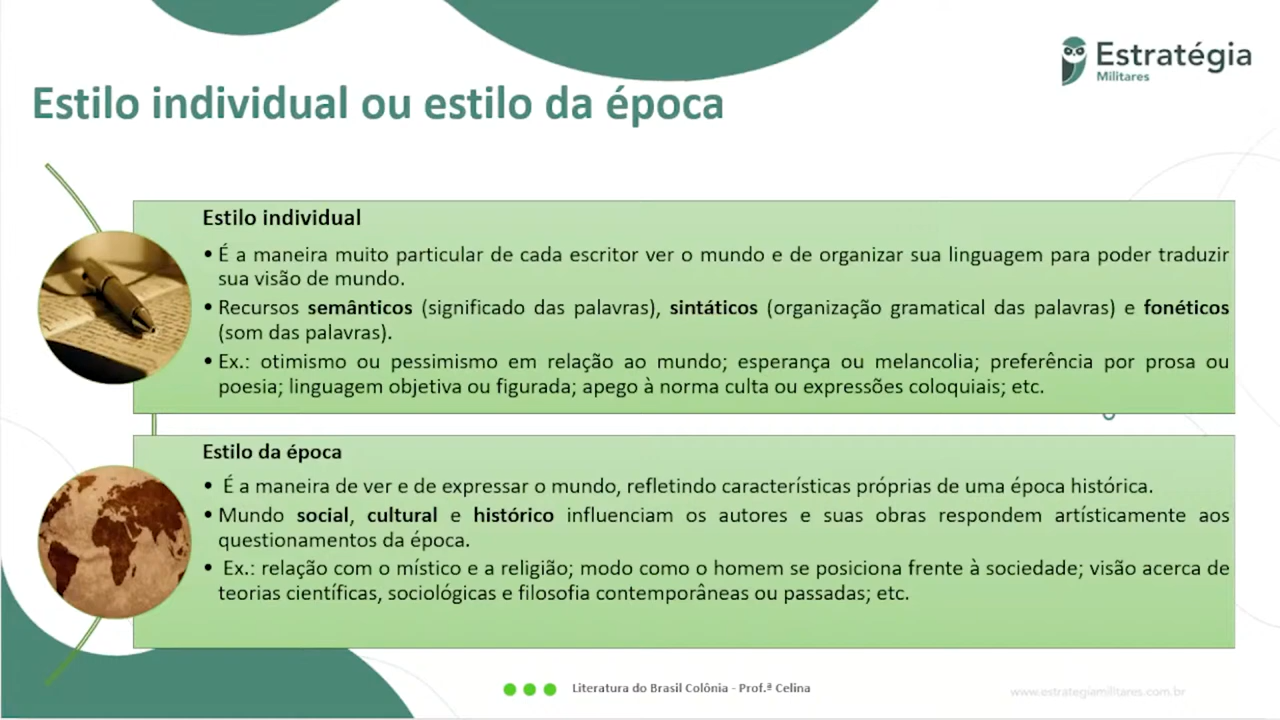 Estratégia
Militares
Estilo individual ou estilo da época
Estilo individual
• É a maneira muito particular de cada escritor ver o mundo e de organizar sua linguagem para poder traduzir
sua visão de mundo.
• Recursos semânticos (significado das palavras), sintáticos (organização gramatical das palavras) e fonéticos
(som das palavras).
• Ex.: otimismo ou pessimismo em relação ao mundo; esperança ou melancolia; preferência por prosa ou
poesia; linguagem objetiva ou figurada; apego à norma culta ou expressões coloquiais; etc.
Estilo da época
• É a maneira de ver e de expressar o mundo, refletindo características próprias de uma época histórica.
• Mundo social, cultural e histórico influenciam os autores e suas obras respondem artísticamente aos
questionamentos da época.
• Ex.: relação com o místico e a religião; modo como o homem se posiciona frente à sociedade; visão acerca de
teorias científicas, sociológicas e filosofia contemporâneas ou passadas; etc.
Literatura do Brasil Colônia - Prof.ª Celina
www.estrategiamilitares.com.br